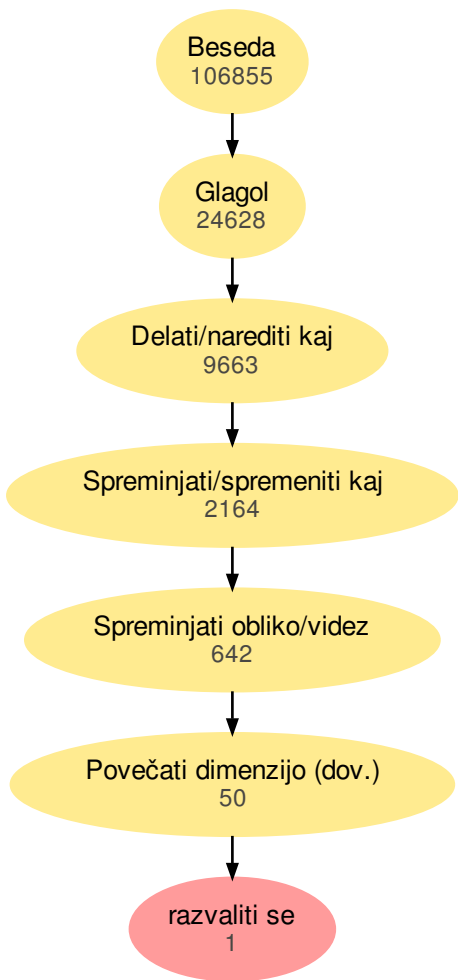 Beseda
106855
Glagol
24628
Delati/narediti kaj
9663
Spreminjati/spremeniti kaj
2164
Spreminjati obliko/videz
642
Povečati dimenzijo (dov.)
50
razvaliti se
1